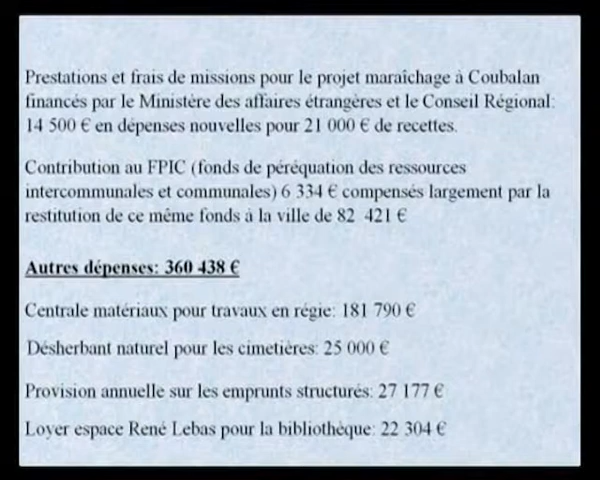 Prestations et frais de missions pour le projet maraîchage à Coubalan
financés par le Ministère des affaires étrangères et le Conseil Régional:
14 500 € en dépenses nouvelles pour 21 000 € de recettes.
Contribution au FPIC (fonds de péréquation des ressources
intercommunales et communales) 6 334 € compensés largement par la
restitution de ce même fonds à la ville de 82 421 €
Autres dépenses: 360 438 €
Centrale matériaux pour travaux en régie: 181 790 €
Désherbant naturel pour les cimetières: 25 000 €
Provision annuelle sur les emprunts structurés: 27 177 €
Loyer espace René Lebas pour la bibliothèque: 22 304 €